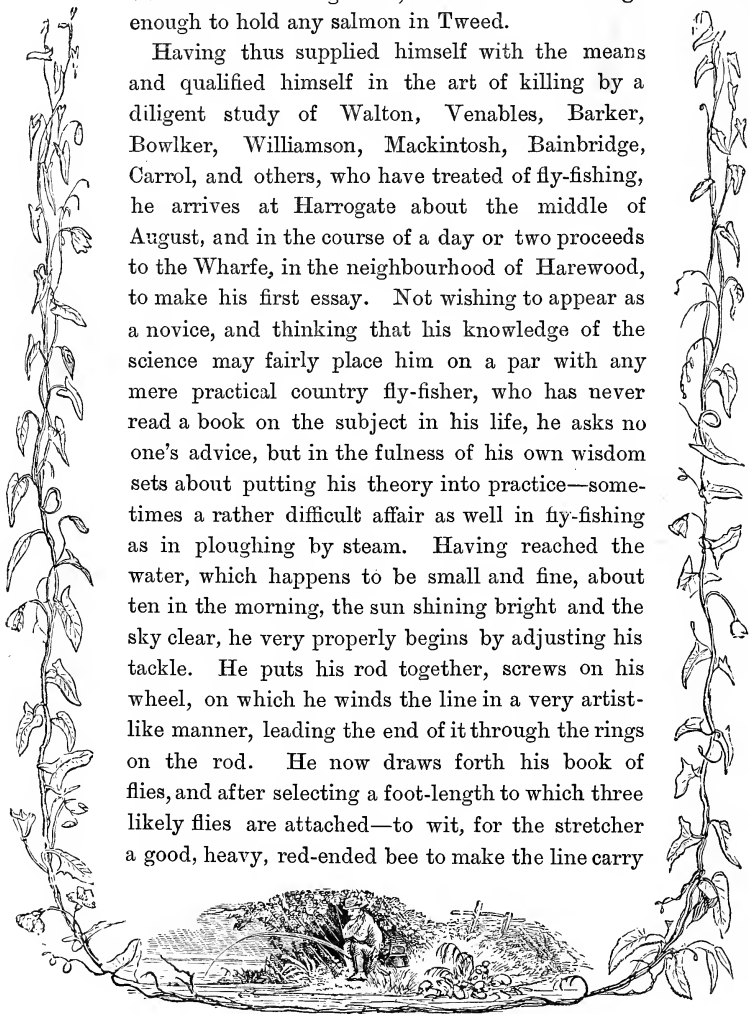 enough to hold any salmon in Tweed.
Having thus supplied himself with the means
and qualified himself in the art of killing by a
diligent study of Walton, Venables, Barker,
Bowlker, Williamson, Mackintosh, Bainbridge,
Carrol, and others, who have treated of fly-fishing,
he arrives at Harrogate about the middle of
August, and in the course of a day or two proceeds
to the Wharfe, in the neighbourhood of Harewood,
to make his first essay. Not wishing to appear as
a novice, and thinking that his knowledge of the
science may fairly place him on a par with any
mere practical country fly-fisher, who has never
read a book on the subject in his life, he asks no
one's advice, but in the fulness of his own wisdom
sets about putting his theory into practice—some-
times a rather difficult affair as well in fly-fishing
as in ploughing by steam. Having reached the
water, which happens to be small and fine, about
ten in the morning, the sun shining bright and the
sky clear, he very properly begins by adjusting his
tackle. He puts his rod together, screws on his
wheel, on which he winds the line in a very artist-
like manner, leading the end of it through the rings
on the rod. He now draws forth his book of
flies, and after selecting a foot-length to which three
likely flies are attached—to wit, for the stretcher
a good, heavy, red-ended bee to make the line carry